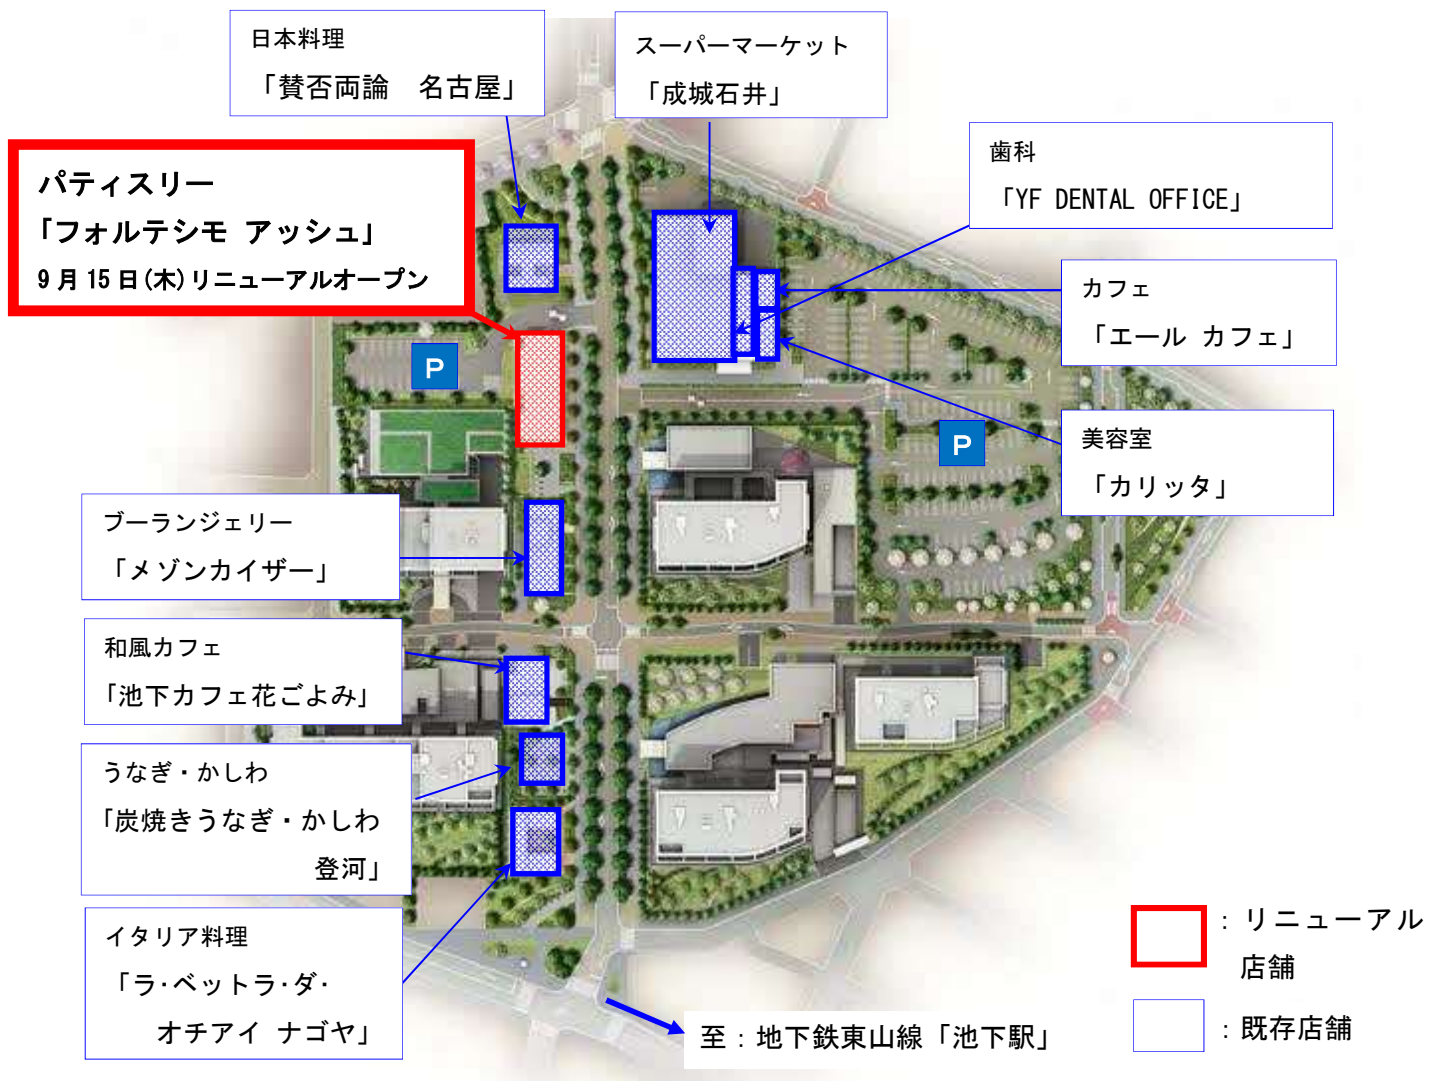 日本料理
「賛否両論　名古屋」
スーパーマーケット
「成城石井」
パティスリー
「フォルテシモ アッシュ」
9月15日(木)リニューアルオープン
歯科
「YF DENTAL OFFICE」
カフェ
「エール カフェ」
美容室
「カリッタ」
P
P
ブーランジェリー
「メゾンカイザー」
和風カフェ
「池下カフェ花ごよみ」
うなぎ・かしわ
「炭焼きうなぎ・かしわ
登河」
イタリア料理
「ラ・ベットラ・ダ・
オチアイ ナゴヤ」
至：地下鉄東山線「池下駅」
：リニューアル
店舗
：既存店舗